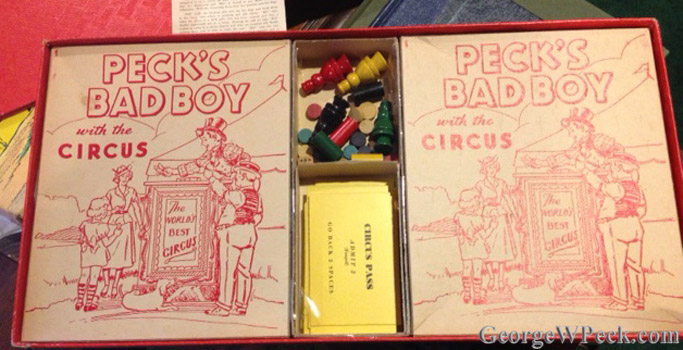 PECK'S
BAD BOY
with the
CIRCUS
The
WORLD'S
BEST
CIRCUS
CIRCUS PASS
ADMIT 2
GO BACK 2 SPACES
PECK'S
BAD BOY
with the
CIRCUS
The
WORLD'S
BEST
CIRCUS
GeorgeWPeck.com